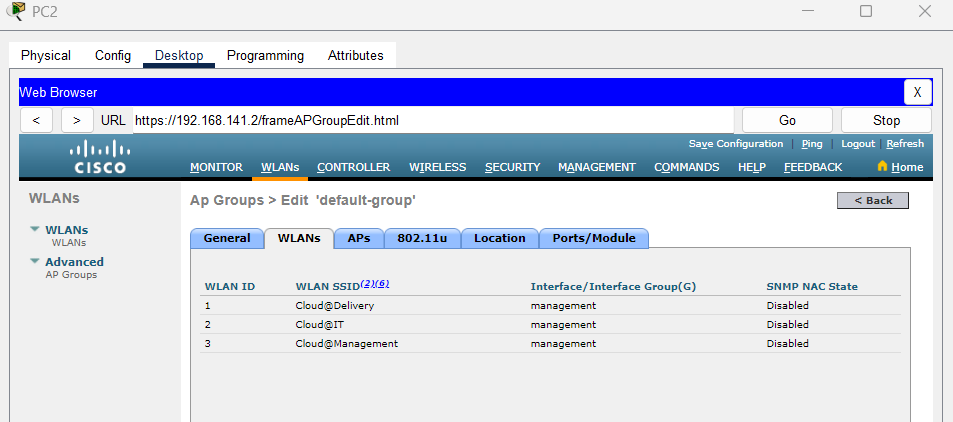 PC2
Physical Config Desktop Programming Attributes
Web Browser X
< > URL https://192.168.141.2/frameAPGroupEdit.html Go Stop
Save Configuration | Ping | Logout | Refresh
CISCO
MONITOR WLANs CONTROLLER WIRELESS SECURITY MANAGEMENT COMMANDS HELP FEEDBACK Home
WLANs
WLANs
WLANs
Advanced
AP Groups
Ap Groups > Edit 'default-group' < Back
General WLANs APs 802.11u Location Ports/Module
WLAN ID WLAN SSID(2)(6) Interface/Interface Group(G) SNMP NAC State
1 Cloud@Delivery management Disabled
2 Cloud@IT management Disabled
3 Cloud@Management management Disabled